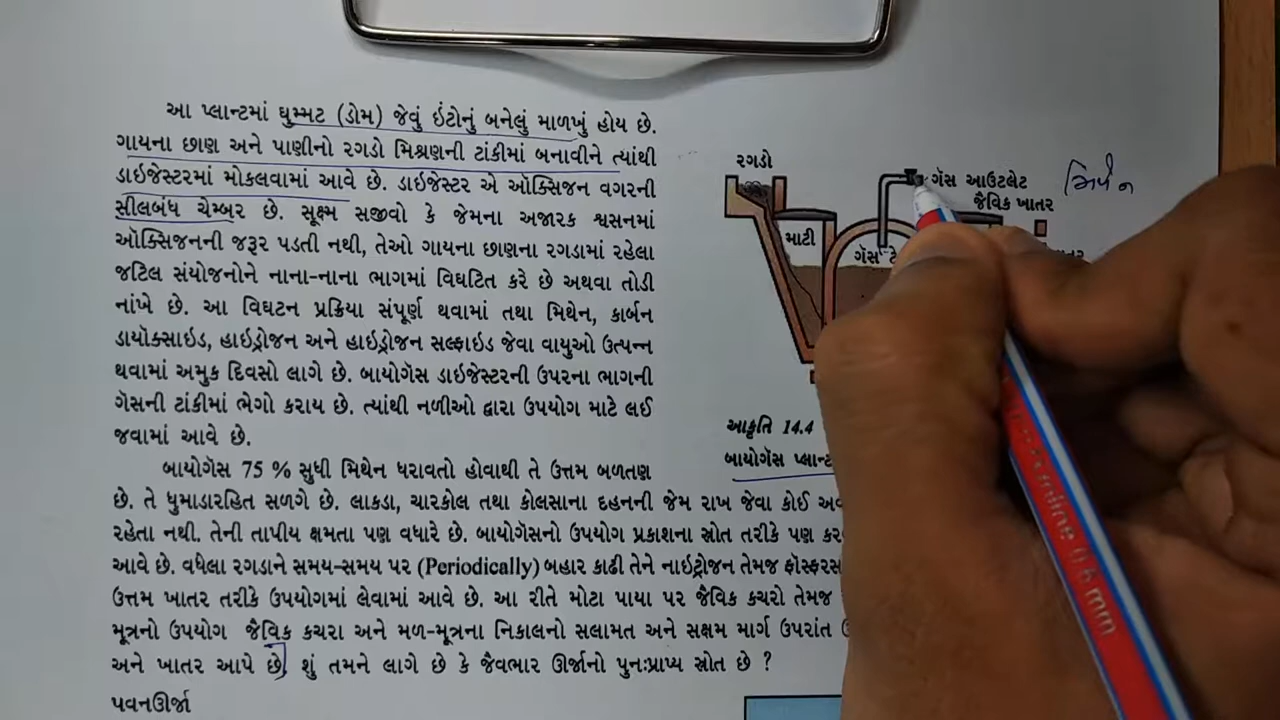 આ પ્લાન્ટમાં ઘુમ્મટ (ડોમ) જેવું ઇંટોનું બનેલું માળખું હોય છે.
ગાયના છાણ અને પાણીનો રગડો મિશ્રણની ટાંકીમાં બનાવીને ત્યાંથી
ડાઇજેસ્ટરમાં મોકલવામાં આવે છે. ડાઇજેસ્ટર એ ઑક્સિજન વગરની
સીલબંધ ચેમ્બર છે. સૂક્ષ્મ સજીવો કે જેમના અજારક શ્વસનમાં
ઑક્સિજનની જરૂર પડતી નથી, તેઓ ગાયના છાણના રગડામાં રહેલા
જટિલ સંયોજનોને નાના-નાના ભાગમાં વિઘટિત કરે છે અથવા તોડી
નાંખે છે. આ વિઘટન પ્રક્રિયા સંપૂર્ણ થવામાં તથા મિથેન, કાર્બન
ડાયૉક્સાઇડ, હાઇડ્રોજન અને હાઇડ્રોજન સલ્ફાઇડ જેવા વાયુઓ ઉત્પન્ન
થવામાં અમુક દિવસો લાગે છે. બાયોગૅસ ડાઇજેસ્ટરની ઉપરના ભાગની
ગૅસની ટાંકીમાં ભેગો કરાય છે. ત્યાંથી નળીઓ દ્વારા ઉપયોગ માટે લઈ
જવામાં આવે છે.
બાયોગૅસ 75 % સુધી મિથેન ધરાવતો હોવાથી તે ઉત્તમ બળતણ
છે. તે ધુમાડારહિત સળગે છે. લાકડા, ચારકોલ તથા કોલસાના દહનની જેમ રાખ જેવા કોઈ
રહેતા નથી. તેની તાપીય ક્ષમતા પણ વધારે છે. બાયોગૅસનો ઉપયોગ પ્રકાશના સ્રોત તરીકે પણ
આવે છે. વધેલા રગડાને સમય-સમય પર (Periodically) બહાર કાઢી તેને નાઇટ્રોજન તેમજ ફૉસ્ફરસ
ઉત્તમ ખાતર તરીકે ઉપયોગમાં લેવામાં આવે છે. આ રીતે મોટા પાયા પર જૈવિક કચરો તેમજ
મૂત્રનો ઉપયોગ જૈવિક કચરા અને મળ-મૂત્રના નિકાલનો સલામત અને સક્ષમ માર્ગ ઉપરાંત
અને ખાતર આપે છે. શું તમને લાગે છે કે જૈવભાર ઊર્જાનો પુનઃપ્રાપ્ય સ્રોત છે ?
પવનઊર્જા
રગડો
ગૅસ આઉટલેટ
જૈવિક ખાતર
માટી
ગૅસ
આકૃતિ 14.4
બાયોગૅસ પ્લાન્ટ
0.6 mm